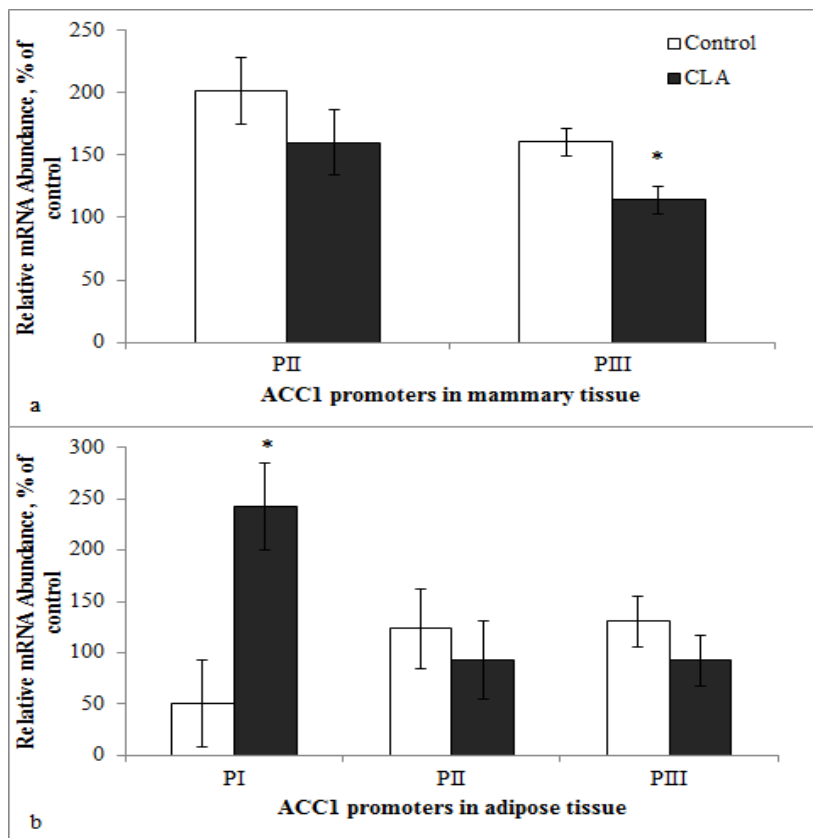 Relative mRNA Abundance, % of
control
250
200
150
100
50
0
Control
CLA
*
PII PIII
ACC1 promoters in mammary tissue
a
Relative mRNA Abundance, % of
control
300
250
200
150
100
50
0
*
PI PII PIII
ACC1 promoters in adipose tissue
b